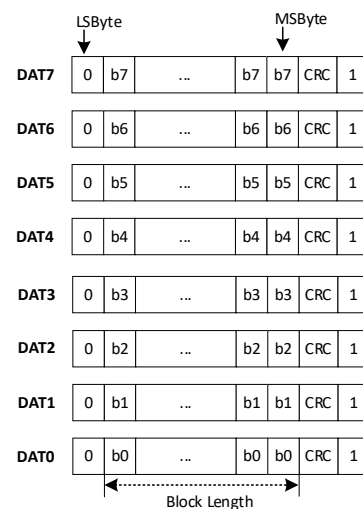 LSByte MSByte
DAT7 0 b7 ... b7 b7 CRC 1
DAT6 0 b6 ... b6 b6 CRC 1
DAT5 0 b5 ... b5 b5 CRC 1
DAT4 0 b4 ... b4 b4 CRC 1
DAT3 0 b3 ... b3 b3 CRC 1
DAT2 0 b2 ... b2 b2 CRC 1
DAT1 0 b1 ... b1 b1 CRC 1
DAT0 0 b0 ... b0 b0 CRC 1
Block Length